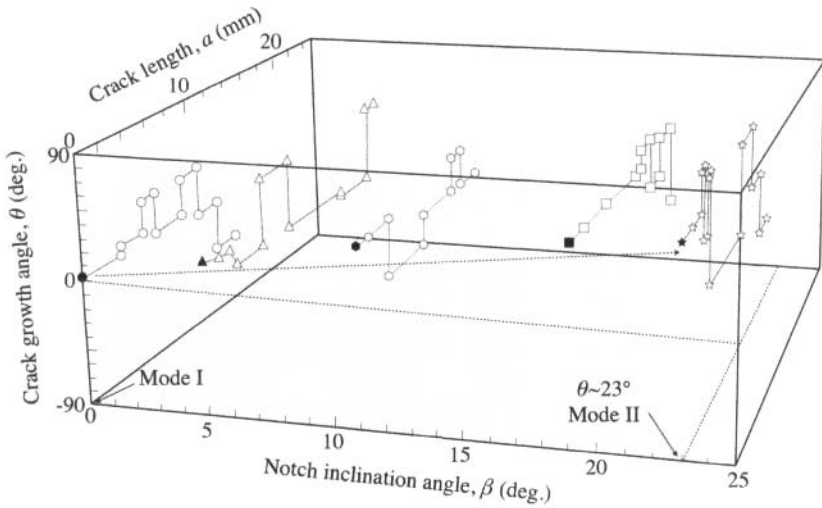 Crack length, a (mm)
0
10
20
Crack growth angle, θ (deg.)
90
0
-90
Mode I
θ~23°
Mode II
0
5
10
15
20
25
Notch inclination angle, β (deg.)